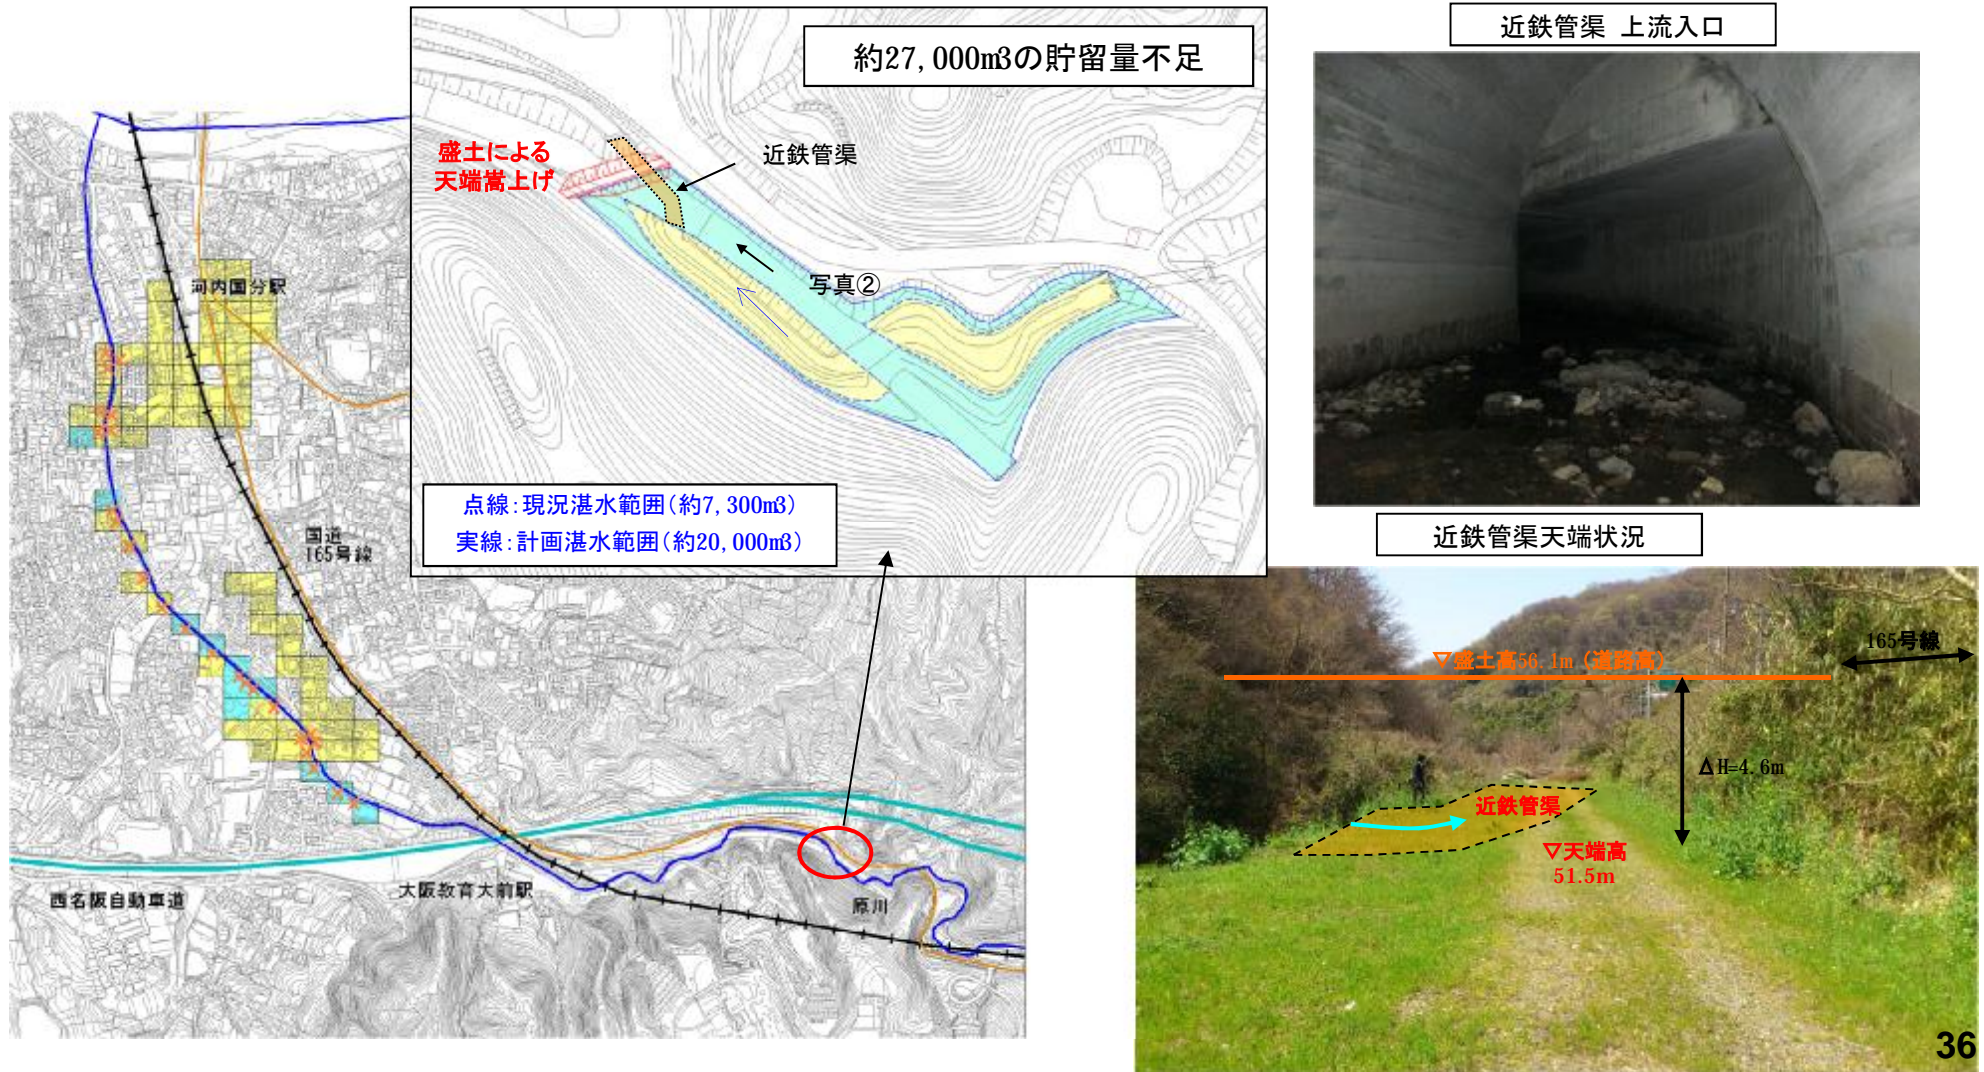 約27,000m3の貯留量不足
盛土による
天端嵩上げ
近鉄管渠
写真②
点線:現況湛水範囲(約7,300m3)
実線:計画湛水範囲(約20,000m3)
河内国分駅
国道
165号線
西名阪自動車道
大阪教育大前駅
原川
近鉄管渠 上流入口
近鉄管渠天端状況
165号線
▽盛土高56.1m (道路高)
ΔH=4.6m
近鉄管渠
▽天端高
51.5m
36